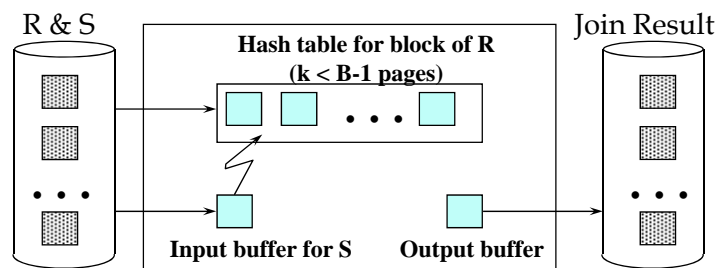 R & S
Join Result
Hash table for block of R
(k < B-1 pages)
• • •
• • •
• • •
Input buffer for S
Output buffer